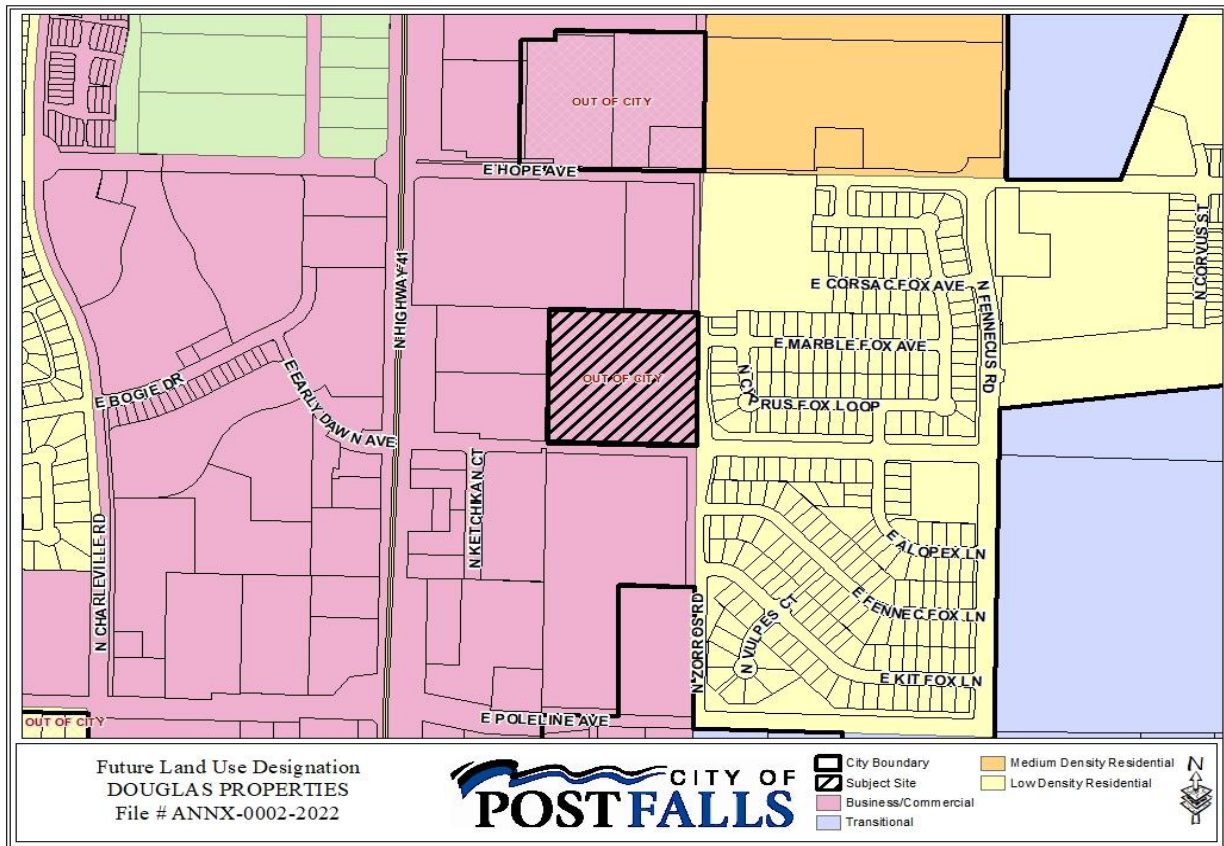 OUT OF CITY
E HOPE AVE
N HIGHWAY 41
N CORVUS ST
E CORSAC FOX AVE
N FENNECUS RD
E MARBLE FOX AVE
OUT OF CITY
N CYPRUS FOX LOOP
E BOGIE DR
E EARLY DAWN AVE
N KETCHIKAN CT
N CHARLEVILLE RD
E ALOPEX LN
E FENNEC FOX LN
N VULPES CT
N ZORROS RD
E KIT FOX LN
OUT OF CITY
E POLELINE AVE
Future Land Use Designation
DOUGLAS PROPERTIES
File # ANNX-0002-2022
CITY OF
POST FALLS
City Boundary
Subject Site
Business/Commercial
Transitional
Medium Density Residential
Low Density Residential
N